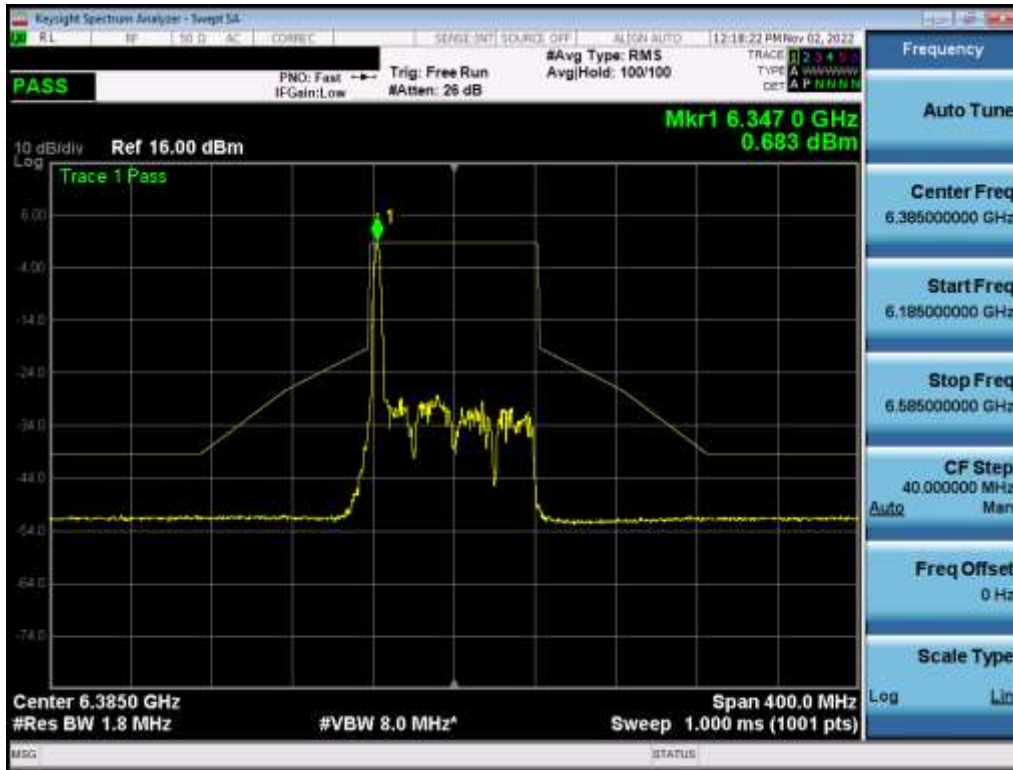 Keysight Spectrum Analyzer - Swept SA
RL RF 50 Ω AC CORREC SENSE:INT SOURCE OFF ALIGN AUTO 12:18:22 PM Nov 02, 2022
PASS
PNO: Fast
IFGain:Low
Trig: Free Run
#Atten: 26 dB
#Avg Type: RMS
Avg|Hold: 100/100
TRACE 1 2 3 4 5 6
TYPE A WWWWW
DET A P N N N N
Mkr1 6.347 0 GHz
0.683 dBm
10 dB/div Ref 16.00 dBm
Log
Trace 1 Pass
1
6.00
-4.00
-14.0
-24.0
-34.0
-44.0
-54.0
-64.0
-74.0
Center 6.3850 GHz Span 400.0 MHz
#Res BW 1.8 MHz #VBW 8.0 MHz* Sweep 1.000 ms (1001 pts)
MSG STATUS
Frequency
Auto Tune
Center Freq
6.385000000 GHz
Start Freq
6.185000000 GHz
Stop Freq
6.585000000 GHz
CF Step
40.000000 MHz
Auto Man
Freq Offset
0 Hz
Scale Type
Log Lin